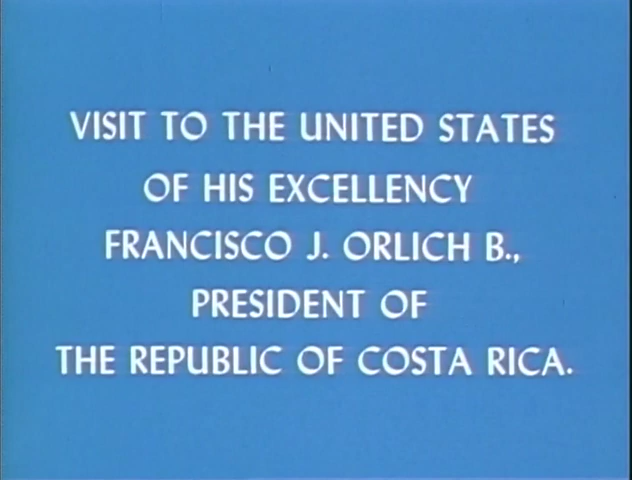 VISIT TO THE UNITED STATES
OF HIS EXCELLENCY
FRANCISCO J. ORLICH B.,
PRESIDENT OF
THE REPUBLIC OF COSTA RICA.